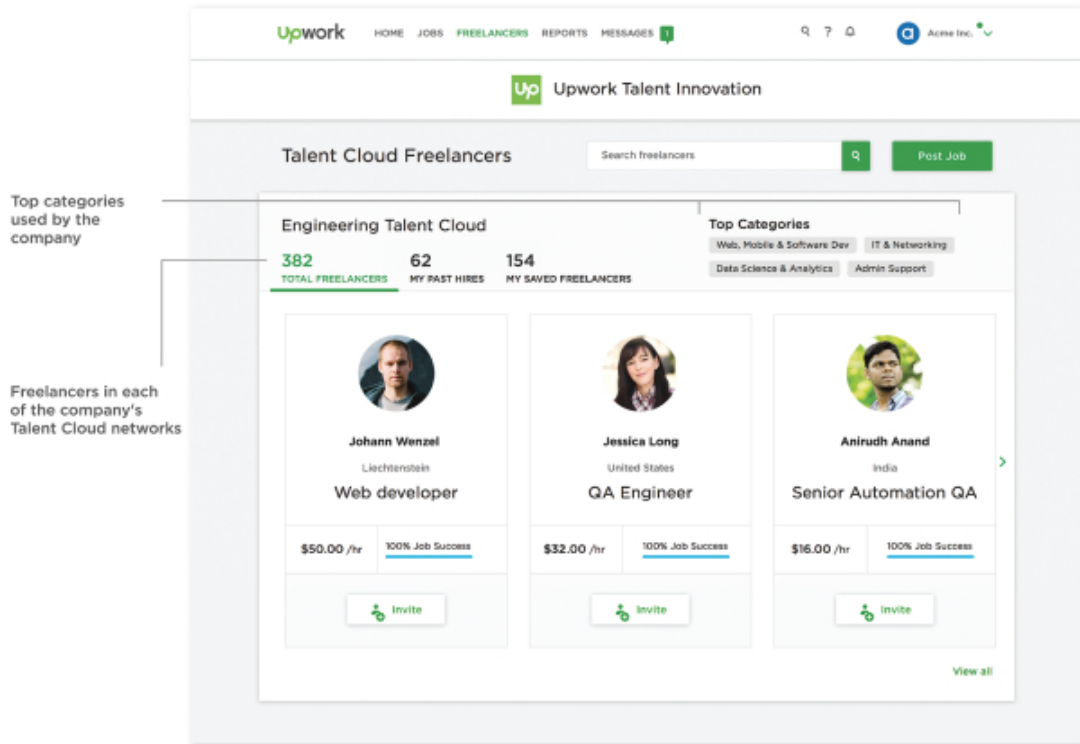 Upwork HOME JOBS FREELANCERS REPORTS MESSAGES 1 ? a Acme Inc.
Up Upwork Talent Innovation
Talent Cloud Freelancers Search freelancers Post Job
Top categories
used by the
company
Engineering Talent Cloud
382 62 154
TOTAL FREELANCERS MY PAST HIRES MY SAVED FREELANCERS
Top Categories
Web, Mobile & Software Dev IT & Networking
Data Science & Analytics Admin Support
Freelancers in each
of the company's
Talent Cloud networks
Johann Wenzel
Liechtenstein
Web developer
$50.00 /hr 100% Job Success
Invite
Jessica Long
United States
QA Engineer
$32.00 /hr 100% Job Success
Invite
Anirudh Anand
India
Senior Automation QA
$16.00 /hr 100% Job Success
Invite
View all